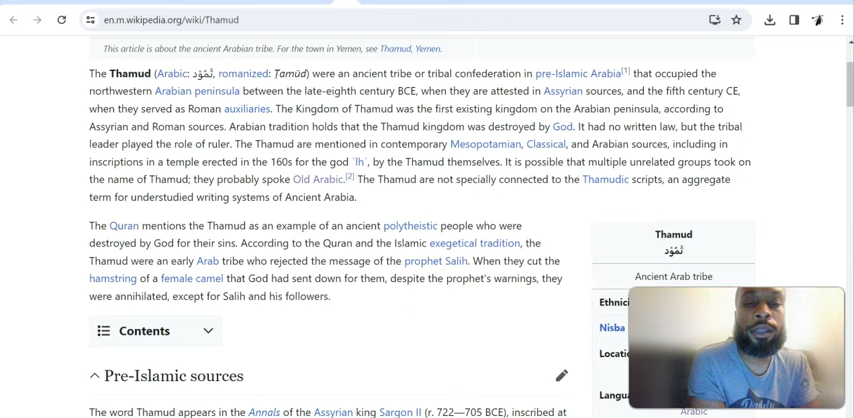 en.m.wikipedia.org/wiki/Thamud
This article is about the ancient Arabian tribe. For the town in Yemen, see Thamud, Yemen.
The Thamud (Arabic: ثَمُوْد, romanized: Ṯamūd) were an ancient tribe or tribal confederation in pre-Islamic Arabia[1] that occupied the
northwestern Arabian peninsula between the late-eighth century BCE, when they are attested in Assyrian sources, and the fifth century CE,
when they served as Roman auxiliaries. The Kingdom of Thamud was the first existing kingdom on the Arabian peninsula, according to
Assyrian and Roman sources. Arabian tradition holds that the Thamud kingdom was destroyed by God. It had no written law, but the tribal
leader played the role of ruler. The Thamud are mentioned in contemporary Mesopotamian, Classical, and Arabian sources, including in
inscriptions in a temple erected in the 160s for the god ʾlhʾ, by the Thamud themselves. It is possible that multiple unrelated groups took on
the name of Thamud; they probably spoke Old Arabic.[2] The Thamud are not specially connected to the Thamudic scripts, an aggregate
term for understudied writing systems of Ancient Arabia.
The Quran mentions the Thamud as an example of an ancient polytheistic people who were
destroyed by God for their sins. According to the Quran and the Islamic exegetical tradition, the
Thamud were an early Arab tribe who rejected the message of the prophet Salih. When they cut the
hamstring of a female camel that God had sent down for them, despite the prophet's warnings, they
were annihilated, except for Salih and his followers.
Contents
Pre-Islamic sources
The word Thamud appears in the Annals of the Assyrian king Sargon II (r. 722—705 BCE), inscribed at
Thamud
ثَمُوْد
Ancient Arab tribe
Ethnici
Nisba
Locatio
Langua
Arabic